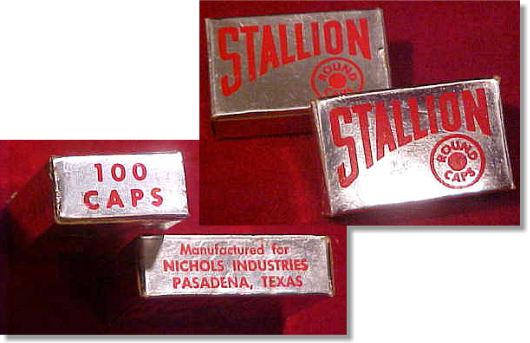 STALLION
ROUND
CAPS
STALLION
ROUND
CAPS
100
CAPS
Manufactured for
NICHOLS INDUSTRIES
PASADENA, TEXAS